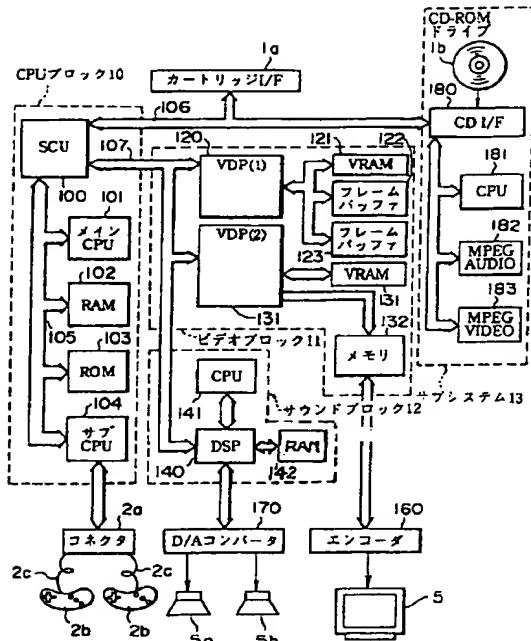 CD-ROM
ドライブ
1a
1b
CPUブロック10
カートリッジI/F
180
106
CD I/F
SCU
107
120
VDP(1)
121
VRAM
122
100
フレーム
バッファ
181
CPU
101
メイン
CPU
フレーム
バッファ
123
182
MPEG
AUDIO
102
RAM
VDP(2)
VRAM
131
131
132
183
MPEG
VIDEO
105
103
ROM
ビデオブロック11
メモリ
CPU
141
サウンドブロック12
サブシステム13
104
サブ
CPU
DSP
140
RAM
142
2a
コネクタ
170
D/Aコンバータ
160
エンコーダ
2c
2c
2b
2b
5a
5b
5